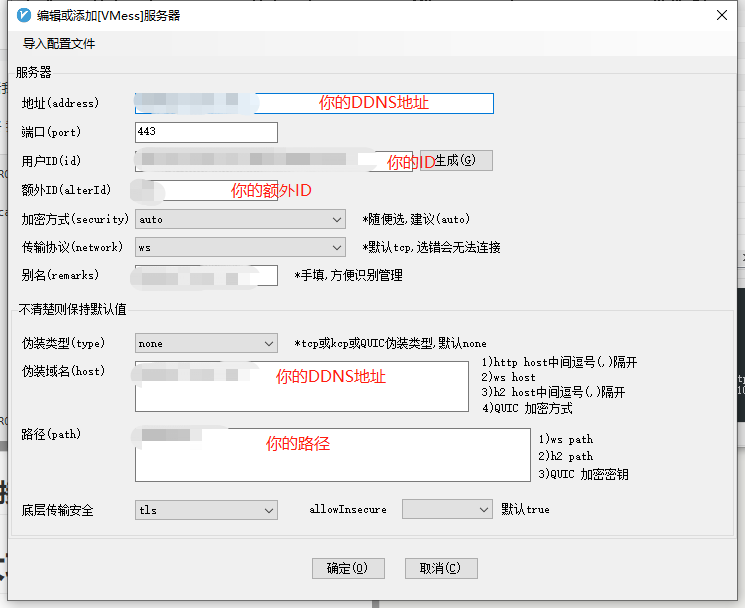 编辑或添加[VMess]服务器
导入配置文件
服务器
地址(address) 你的DDNS地址
端口(port) 443
用户ID(id) 你的ID 生成(G)
额外ID(alterId) 你的额外ID
加密方式(security) auto *随便选,建议(auto)
传输协议(network) ws *默认tcp,选错会无法连接
别名(remarks) *手填,方便识别管理
不清楚则保持默认值
伪装类型(type) none *tcp或kcp或QUIC伪装类型,默认none
伪装域名(host) 你的DDNS地址
1)http host中间逗号(,)隔开
2)ws host
3)h2 host中间逗号(,)隔开
4)QUIC 加密方式
路径(path) 你的路径
1)ws path
2)h2 path
3)QUIC 加密密钥
底层传输安全 tls allowInsecure 默认true
确定(O) 取消(C)